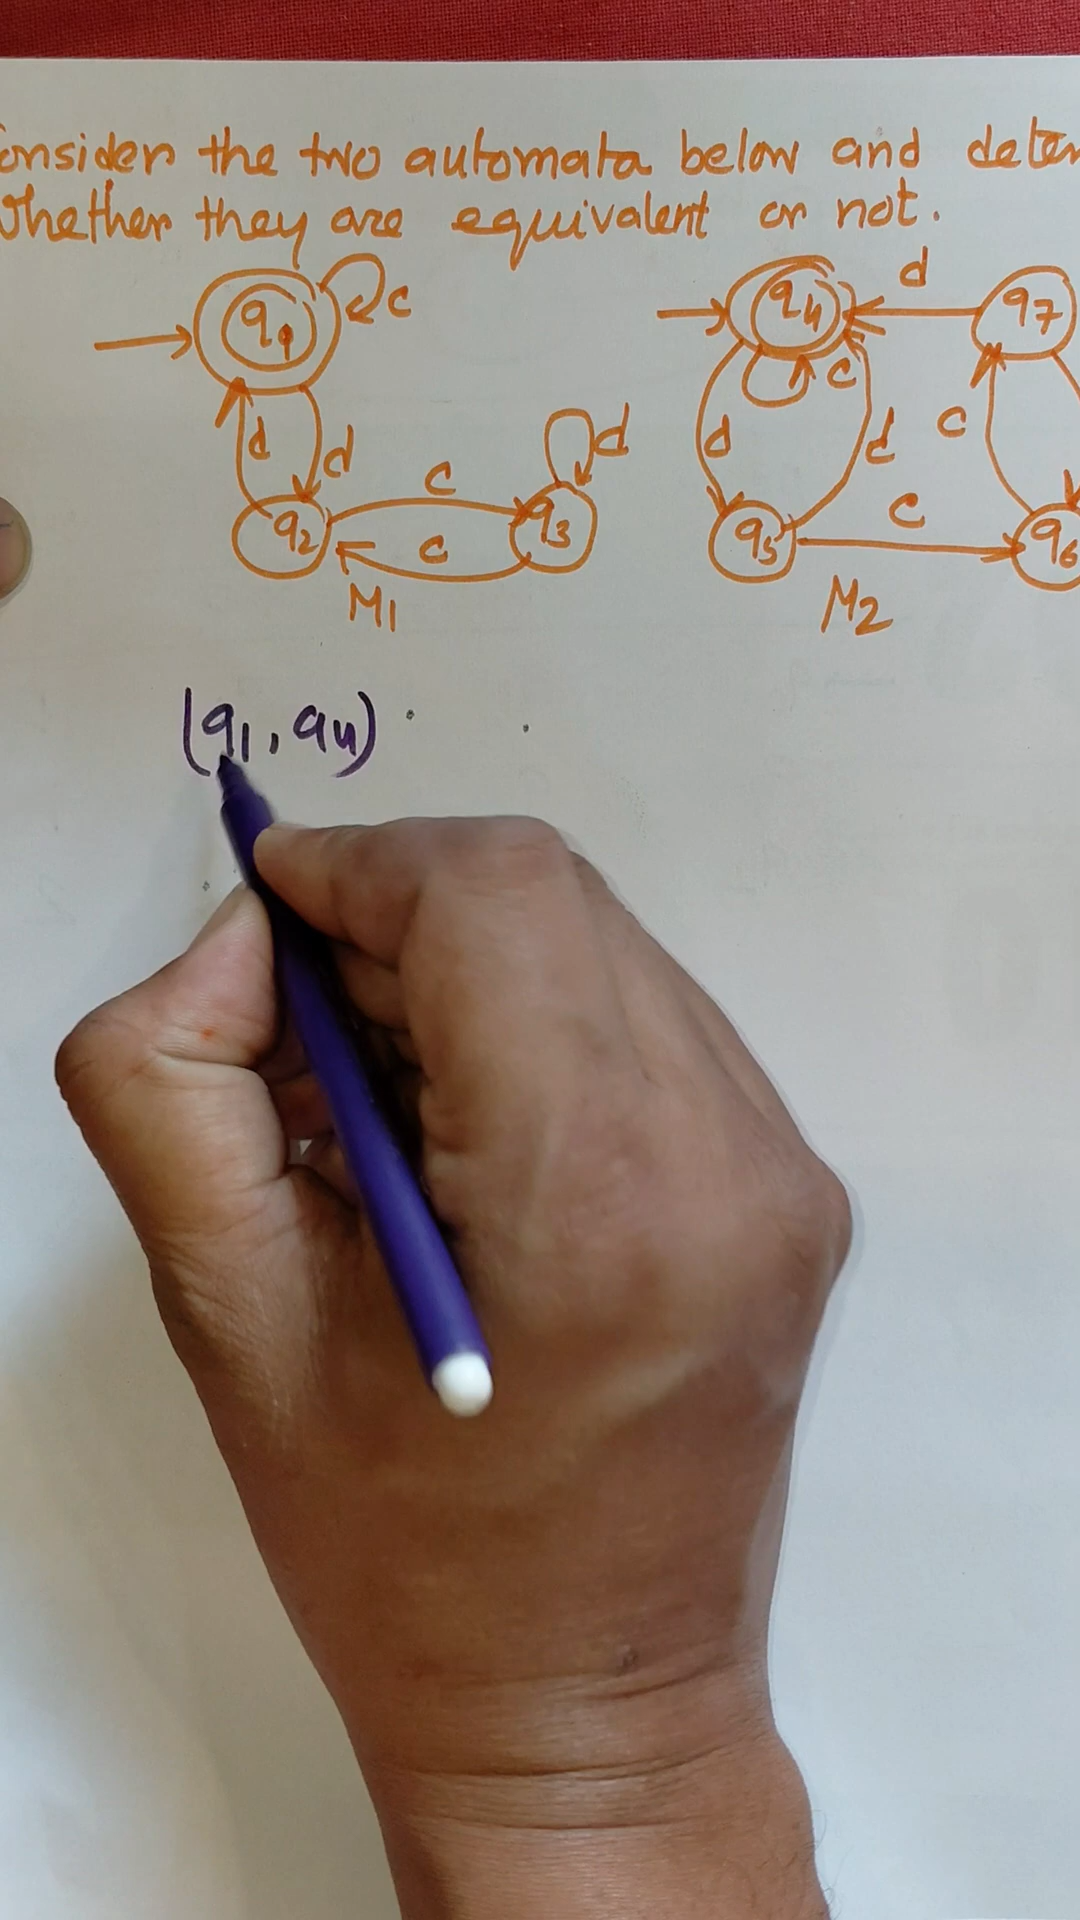 onsider the two automata below and deter
Whether they are equivalent or not.
q1 c q4 d q7
d d c c
d d
c d
q2 c q3 q5 c q6
M1 M2
(q1, q4)